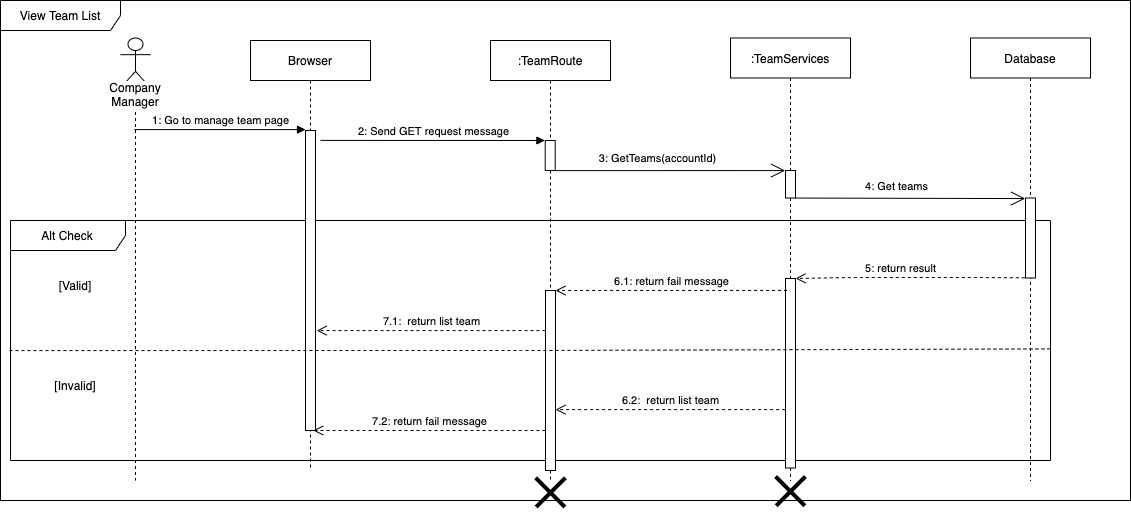 View Team List
Company
Manager
Browser
:TeamRoute
:TeamServices
Database
1: Go to manage team page
2: Send GET request message
3: GetTeams(accountId)
4: Get teams
Alt Check
5: return result
[Valid]
6.1: return fail message
7.1:  return list team
[Invalid]
6.2:  return list team
7.2: return fail message